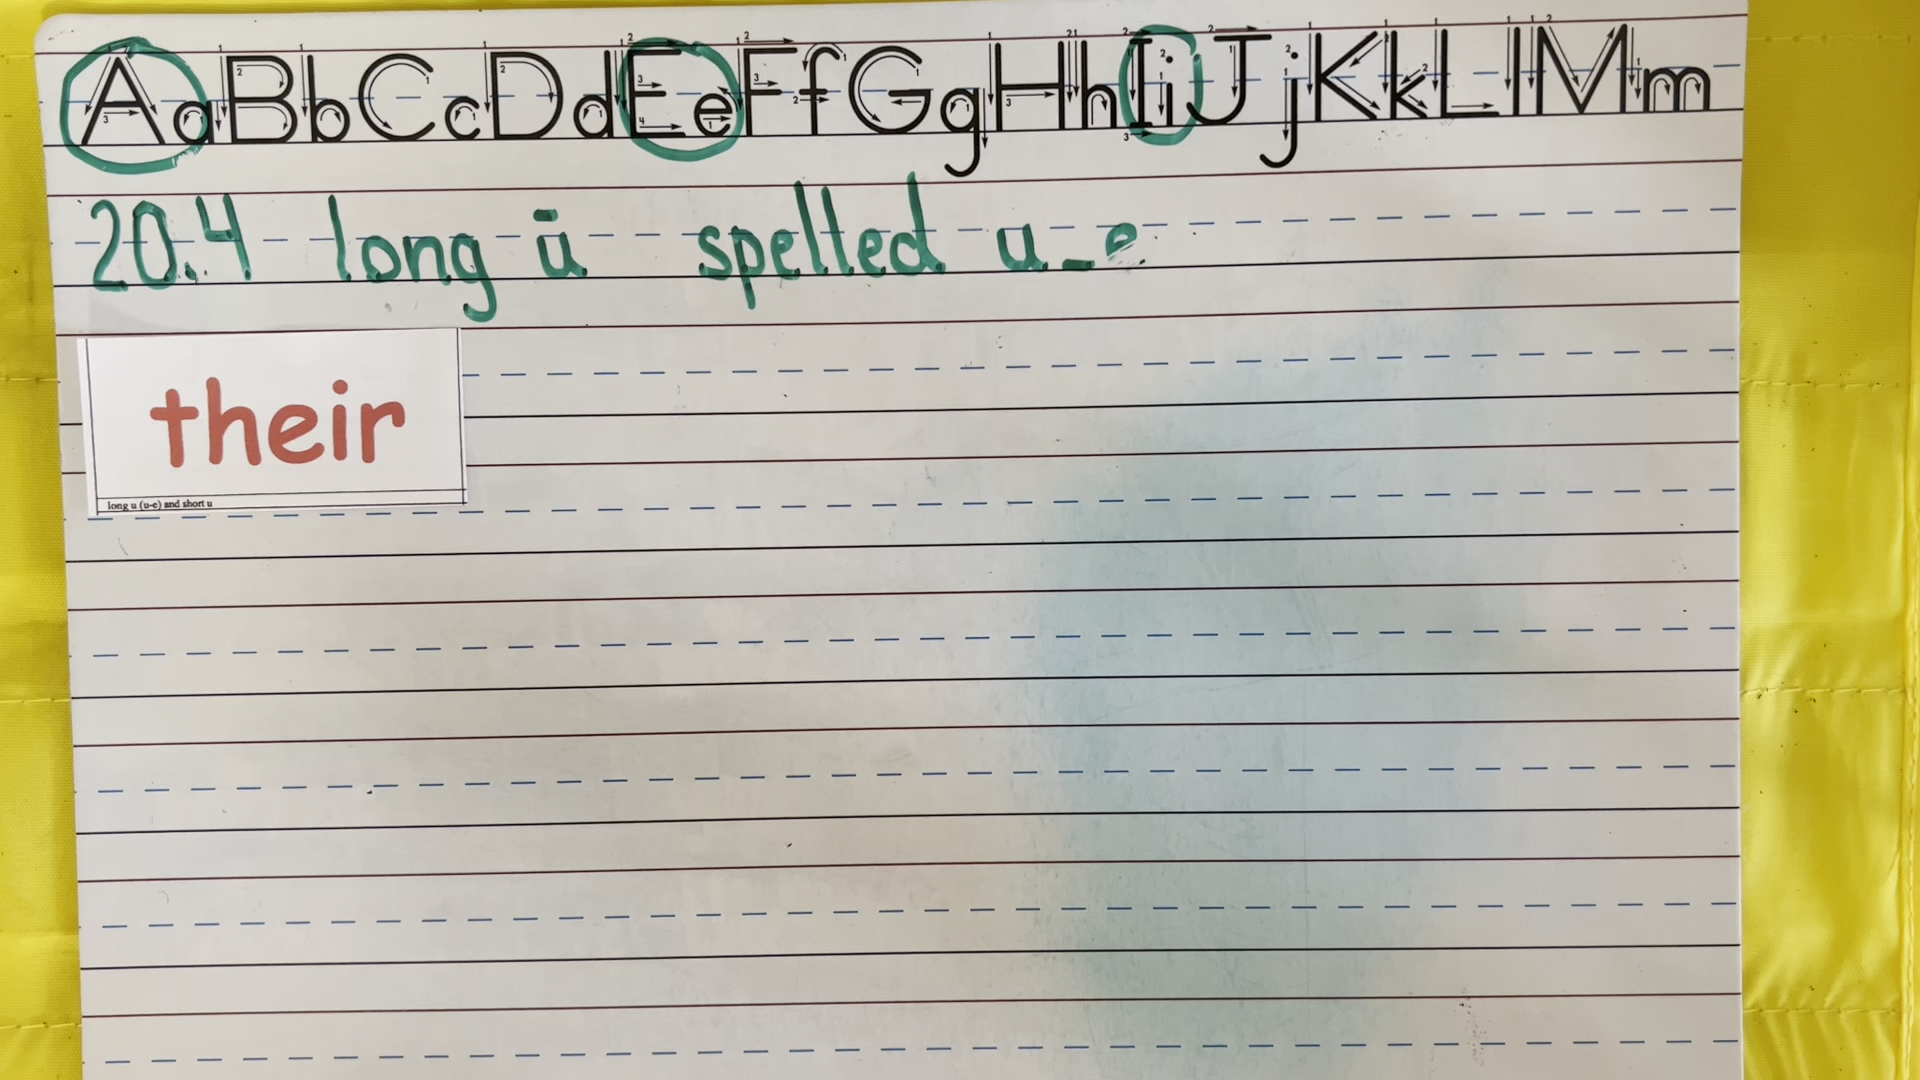 AaBbCcDdEeFfGgHhIiJjKkLlMm
20.4 long ū spelled u_e
their
long u (u-e) and short u